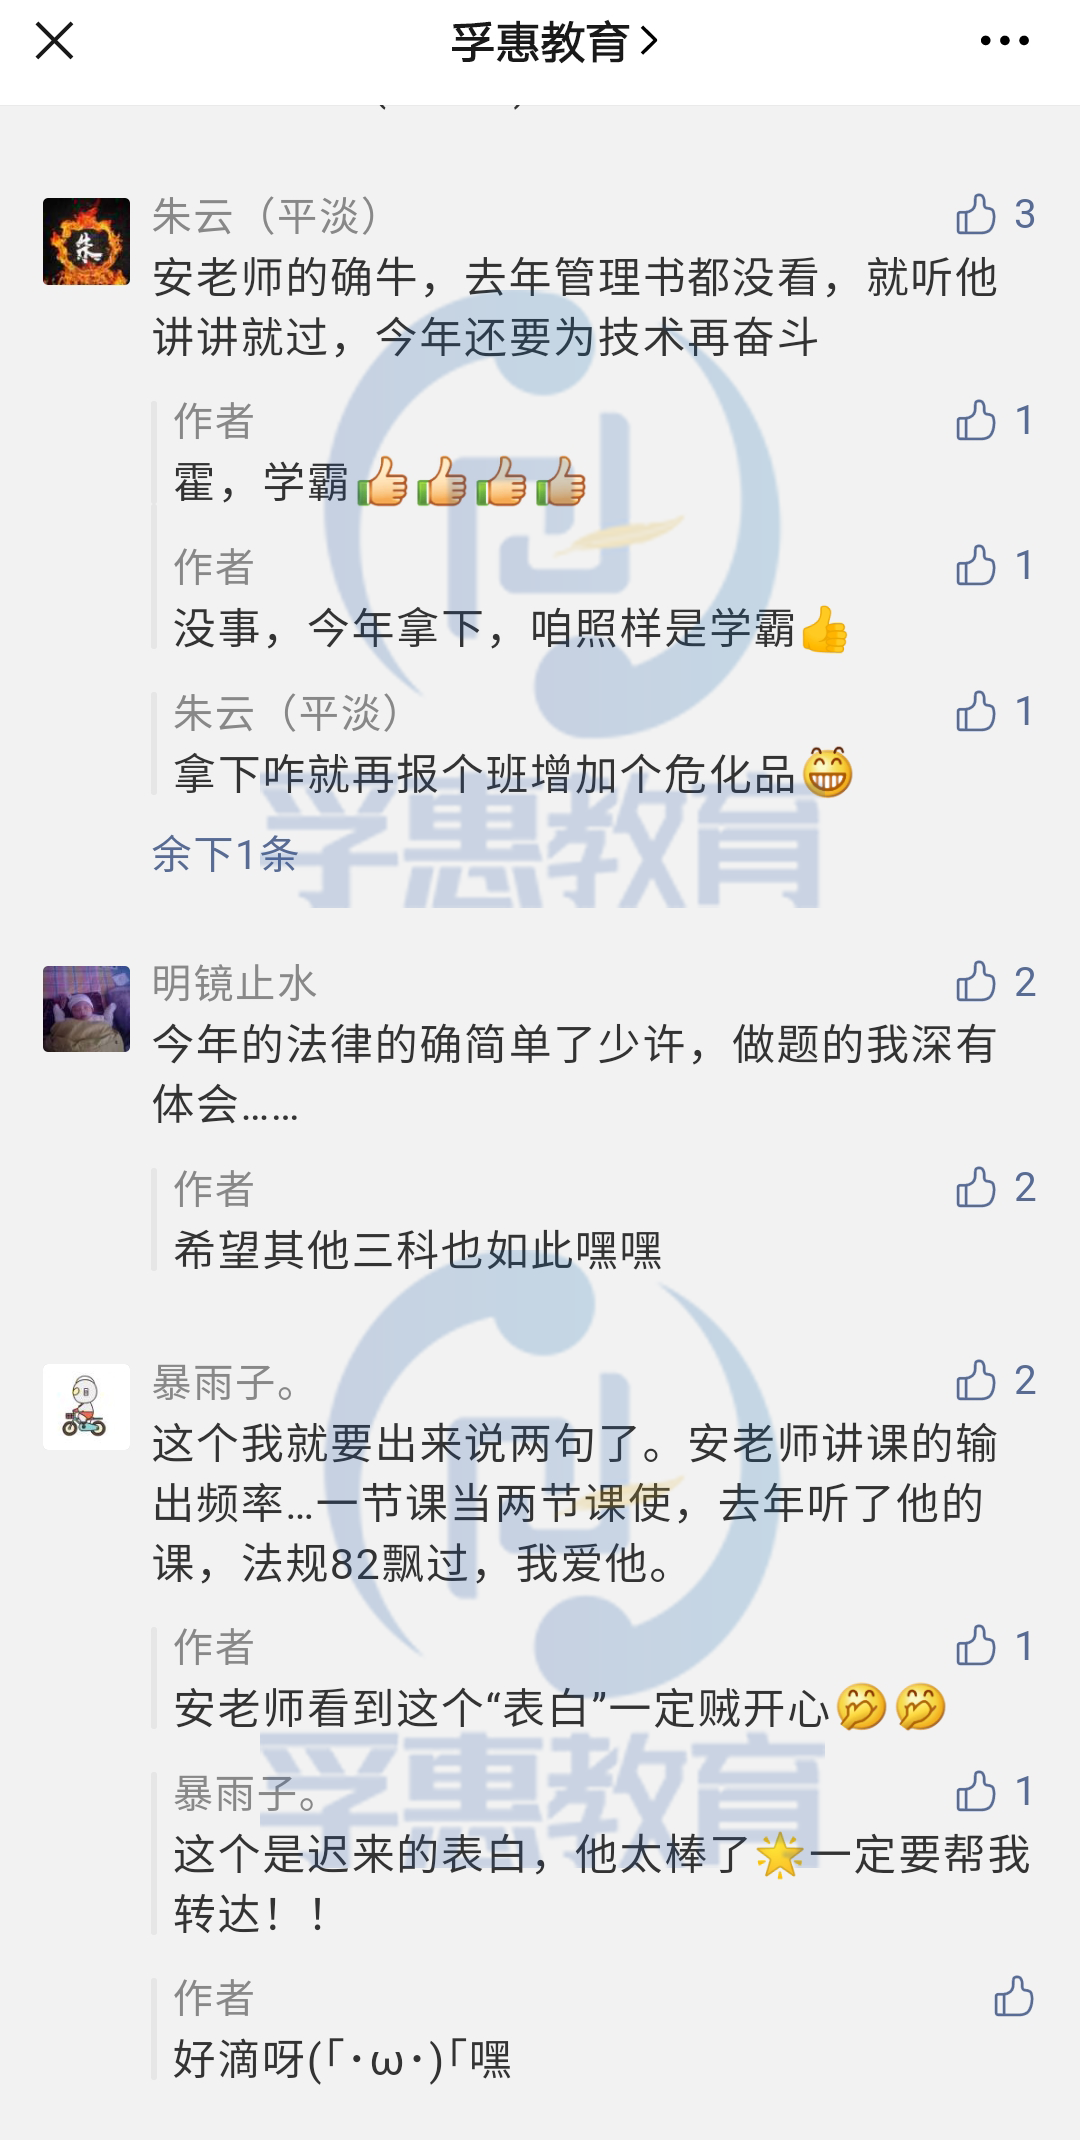 孚惠教育
朱云（平淡）
3
安老师的确牛，去年管理书都没看，就听他
讲讲就过，今年还要为技术再奋斗
作者
1
霍，学霸👍👍👍👍
作者
1
没事，今年拿下，咱照样是学霸👍
朱云（平淡）
1
拿下咋就再报个班增加个危化品😁
余下1条
孚惠教育
明镜止水
2
今年的法律的确简单了少许，做题的我深有
体会……
作者
2
希望其他三科也如此嘿嘿
暴雨子。
2
这个我就要出来说两句了。安老师讲课的输
出频率…一节课当两节课使，去年听了他的
课，法规82飘过，我爱他。
作者
1
安老师看到这个“表白”一定贼开心🤭🤭
孚惠教育
暴雨子。
1
这个是迟来的表白，他太棒了🌟一定要帮我
转达！！
作者
好滴呀(｢･ω･)｢嘿